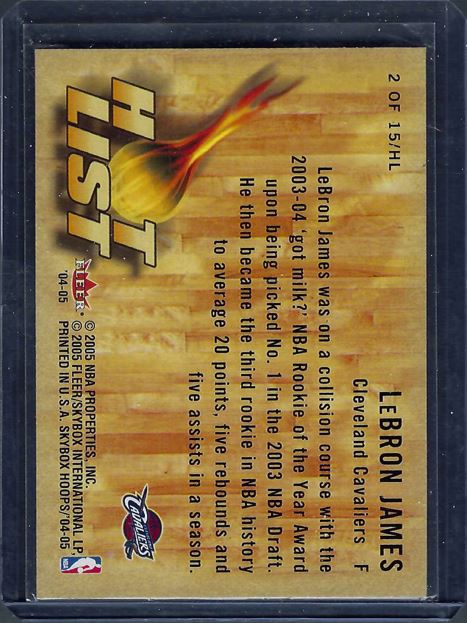 2 OF 15/HL
LeBRON JAMES
Cleveland Cavaliers F
LeBron James was on a collision course with the
2003-04 'got milk?' NBA Rookie of the Year Award
upon being picked No. 1 in the 2003 NBA Draft.
He then became the third rookie in NBA history
to average 20 points, five rebounds and
five assists in a season.
HOT
LIST
FLEER
'04-05
© 2005 NBA PROPERTIES, INC.
© 2005 FLEER/SKYBOX INTERNATIONAL LP.
PRINTED IN U.S.A. SKYBOX HOOPS/'04-05
CAVALIERS
NBA